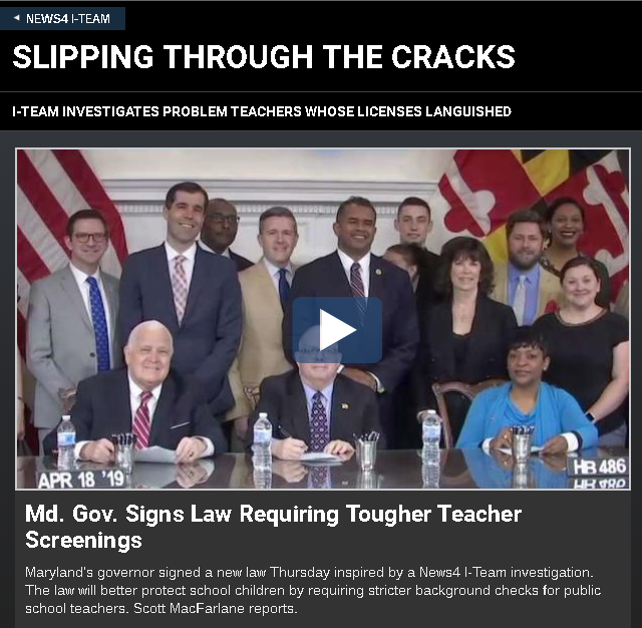 NEWS4 I-TEAM
SLIPPING THROUGH THE CRACKS
I-TEAM INVESTIGATES PROBLEM TEACHERS WHOSE LICENSES LANGUISHED
APR 18 '19
HB 486
Md. Gov. Signs Law Requiring Tougher Teacher
Screenings
Maryland's governor signed a new law Thursday inspired by a News4 I-Team investigation.
The law will better protect school children by requiring stricter background checks for public
school teachers. Scott MacFarlane reports.